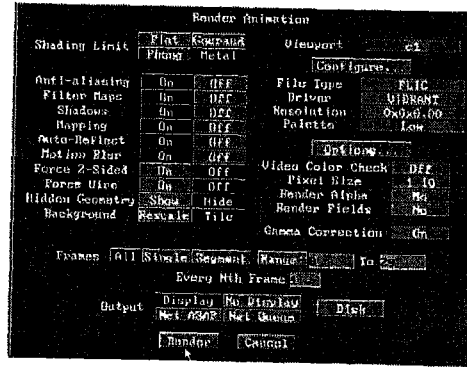 Render Animation
Shading Limit Flat Gouraud
Phong Metal
Viewport
Configure...
Anti-aliasing On Off
Filter Maps On Off
Shadows On Off
Mapping On Off
Auto-Reflect On Off
Motion Blur On Off
Force 2-Sided On Off
Force Wire On Off
Hidden Geometry Show Hide
Background Rescale Tile
File Type FLIC
Driver VIBRANT
Resolution 0x0x0.00
Palette Low
Options...
Video Color Check Off
Pixel Size 1.10
Render Alpha No
Render Fields No
Gamma Correction On
Frames All Single Segment Range: To
Every Nth Frame
Output Display No Display Disk
Net ASAP Net Queue
Render Cancel